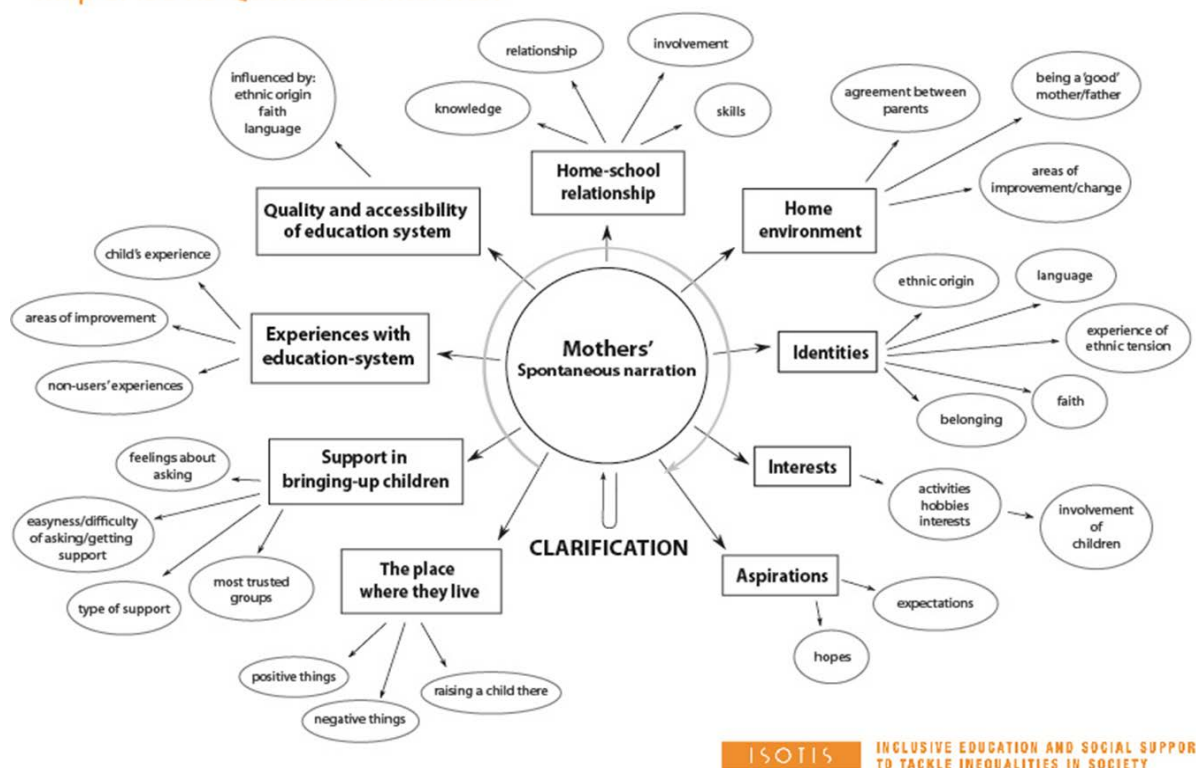 relationship
involvement
knowledge
skills
Home-school
relationship
influenced by:
ethnic origin
faith
language
Quality and accessibility
of education system
agreement between
parents
being a 'good'
mother/father
areas of
improvement/change
Home
environment
child's experience
areas of improvement
non-users' experiences
Experiences with
education-system
Mothers'
Spontaneous narration
Identities
ethnic origin
language
experience of
ethnic tension
faith
belonging
Interests
activities
hobbies
interests
involvement
of
children
feelings about
asking
easyness/difficulty
of asking/getting
support
type of support
most trusted
groups
Support in
bringing-up children
CLARIFICATION
The place
where they live
positive things
negative things
raising a child there
Aspirations
expectations
hopes
ISOTIS
INCLUSIVE EDUCATION AND SOCIAL SUPPOR
TO TACKLE INEQUALITIES IN SOCIETY